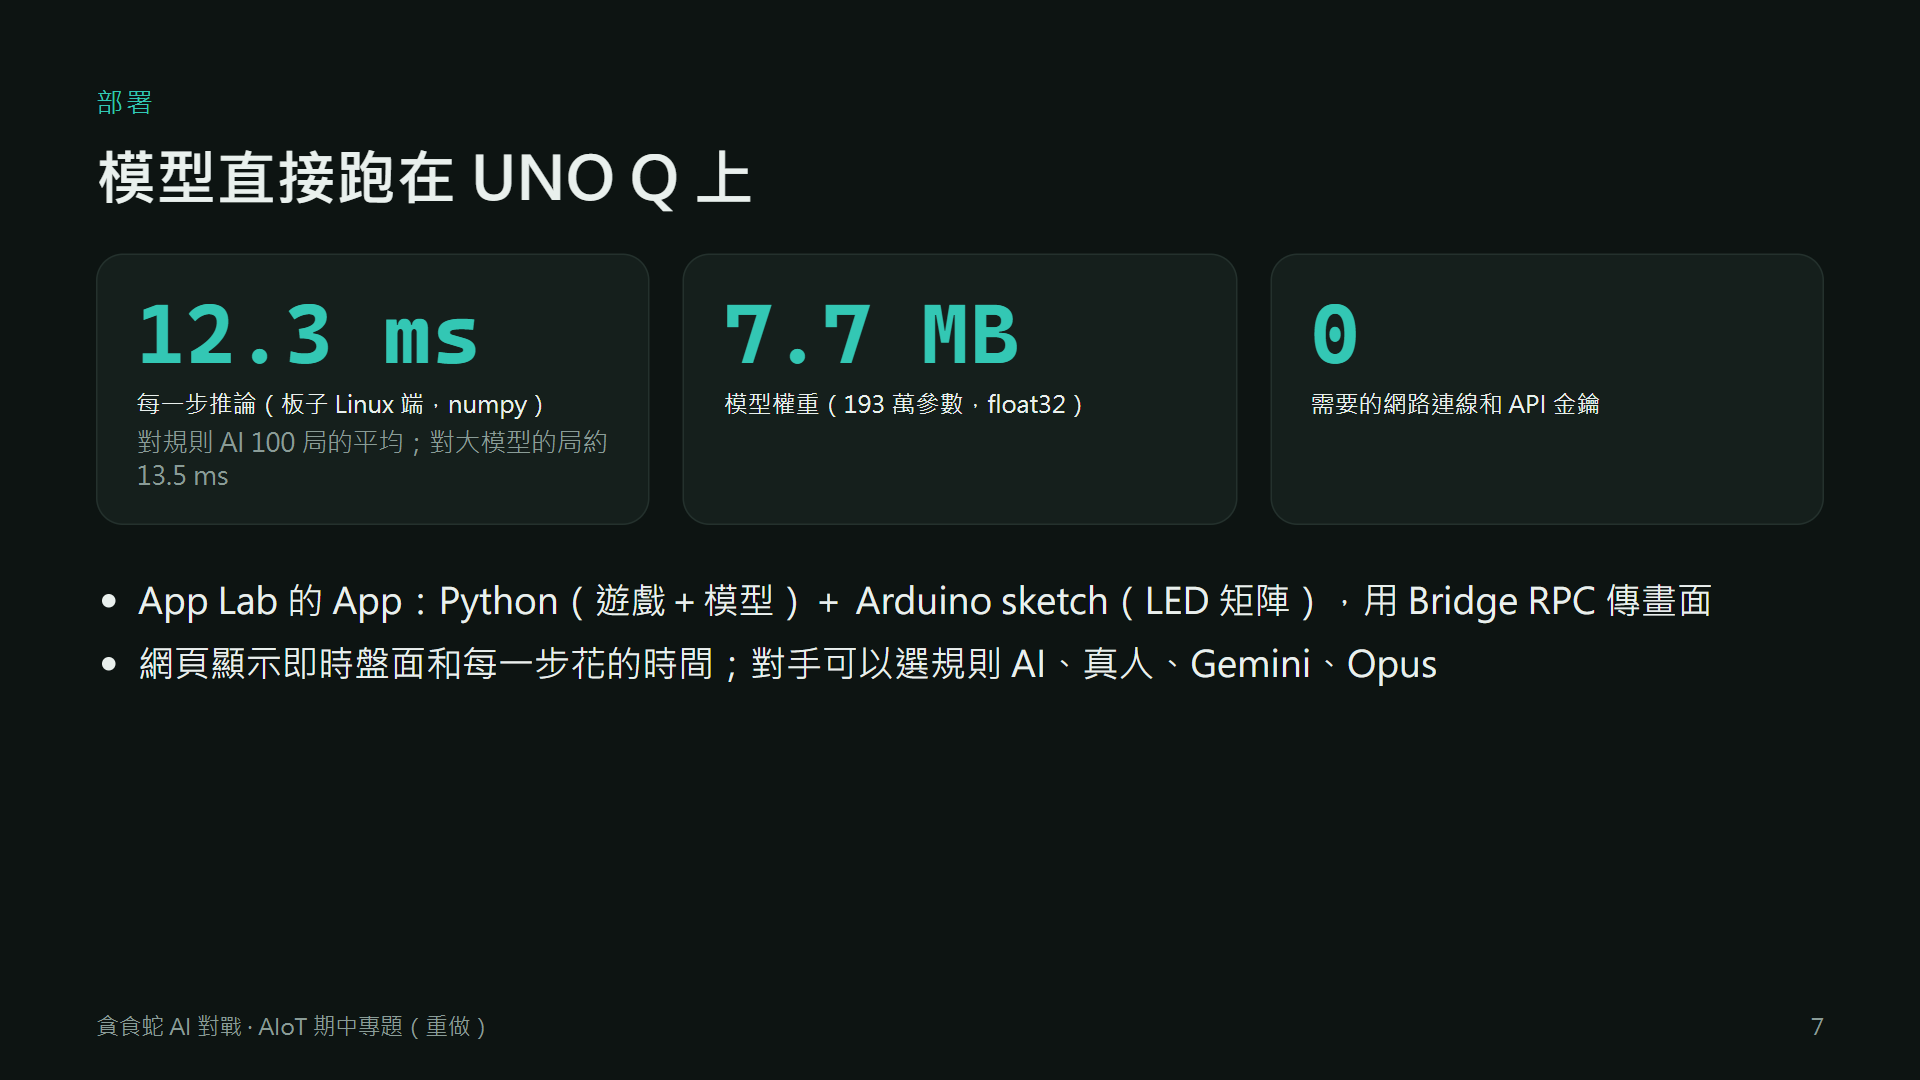 部署
模型直接跑在 UNO Q 上
12.3 ms
每一步推論（板子 Linux 端，numpy）
對規則 AI 100 局的平均；對大模型的局約
13.5 ms
7.7 MB
模型權重（193 萬參數，float32）
0
需要的網路連線和 API 金鑰
• App Lab 的 App：Python（遊戲 + 模型）+ Arduino sketch（LED 矩陣），用 Bridge RPC 傳畫面
• 網頁顯示即時盤面和每一步花的時間；對手可以選規則 AI、真人、Gemini、Opus
貪食蛇 AI 對戰 · AIoT 期中專題（重做）
7